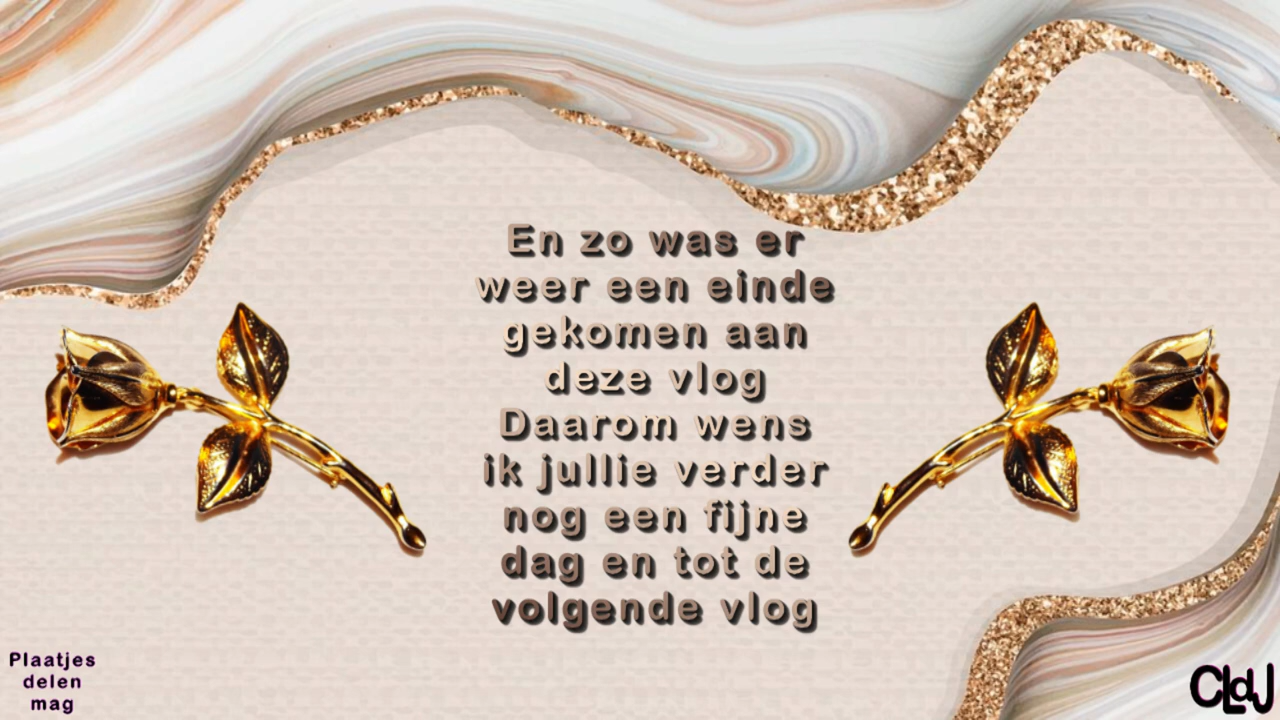 En zo was er
weer een einde
gekomen aan
deze vlog
Daarom wens
ik jullie verder
nog een fijne
dag en tot de
volgende vlog
Plaatjes
delen
mag
CLdJ